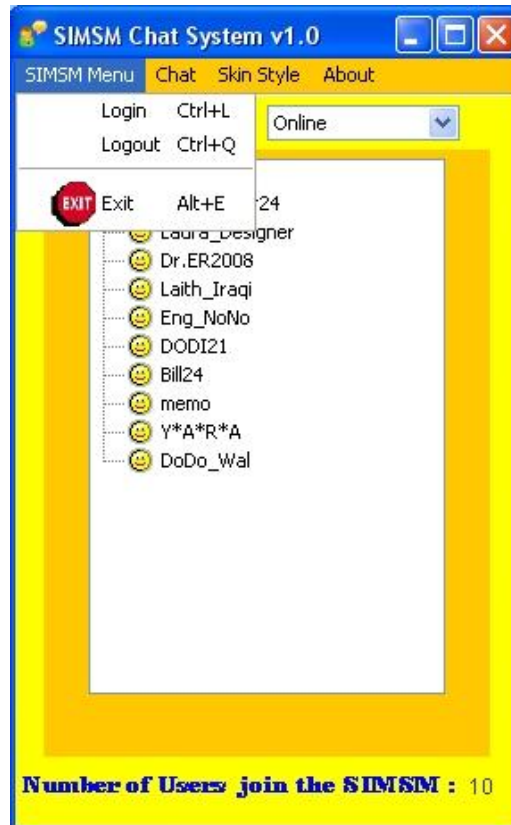 SIMSM Chat System v1.0
SIMSM Menu Chat Skin Style About
Login Ctrl+L
Online
Logout Ctrl+Q
EXIT Exit Alt+E
24
Laura_Designer
Dr.ER2008
Laith_Iraqi
Eng_NoNo
DODI21
Bill24
memo
Y*A*R*A
DoDo_Wal
Number of Users join the SIMSM : 10